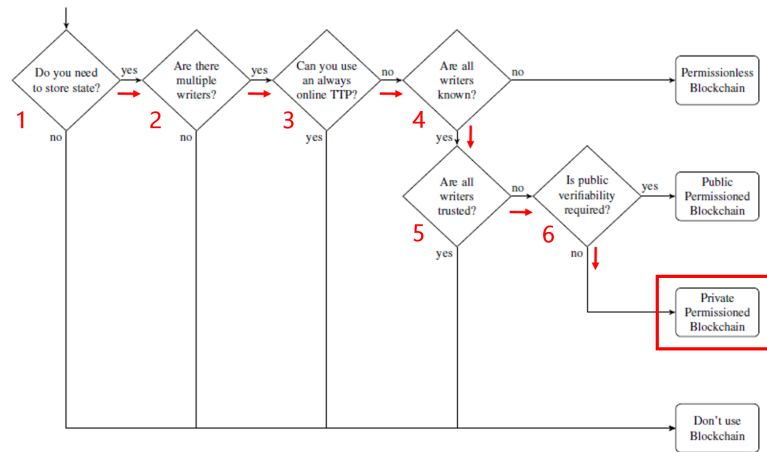 Do you need
to store state?
yes
no
1
Are there
multiple
writers?
yes
no
2
Can you use
an always
online TTP?
no
yes
3
Are all
writers
known?
no
yes
4
Permissionless
Blockchain
Are all
writers
trusted?
no
yes
5
Is public
verifiability
required?
yes
no
6
Public
Permissioned
Blockchain
Private
Permissioned
Blockchain
Don't use
Blockchain